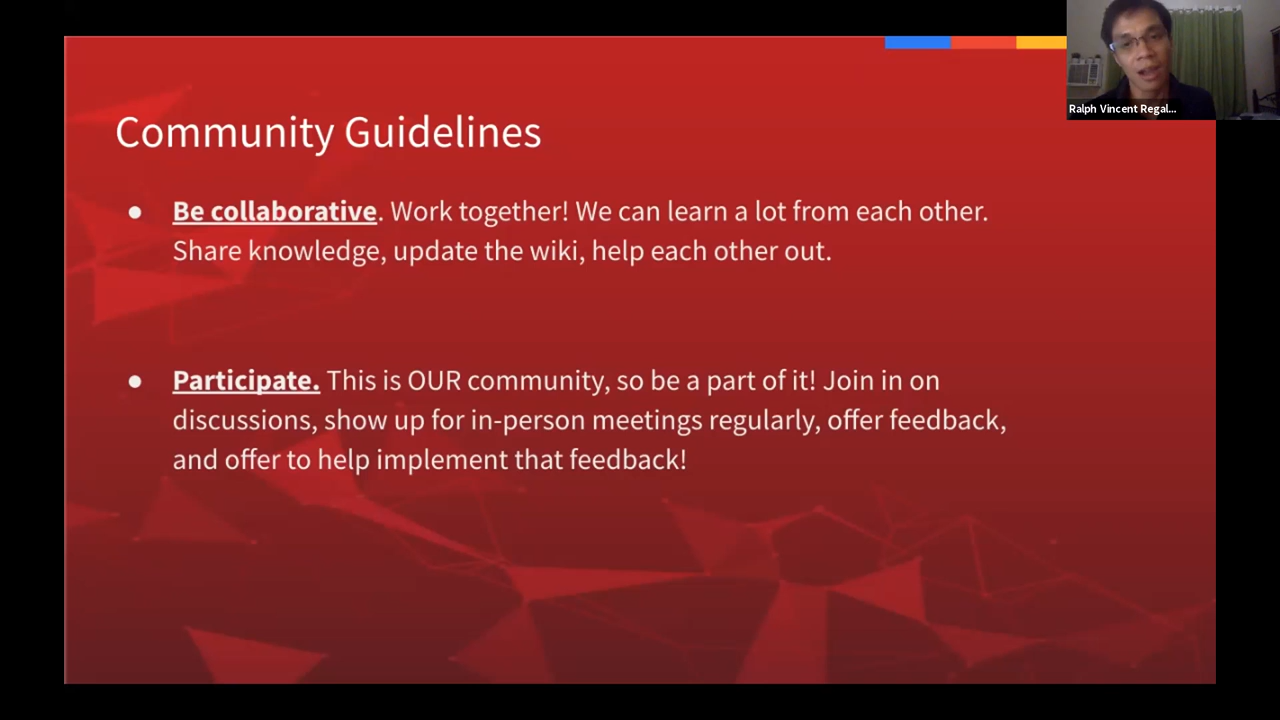 Community Guidelines
● Be collaborative. Work together! We can learn a lot from each other.
Share knowledge, update the wiki, help each other out.
● Participate. This is OUR community, so be a part of it! Join in on
discussions, show up for in-person meetings regularly, offer feedback,
and offer to help implement that feedback!
Ralph Vincent Regal...